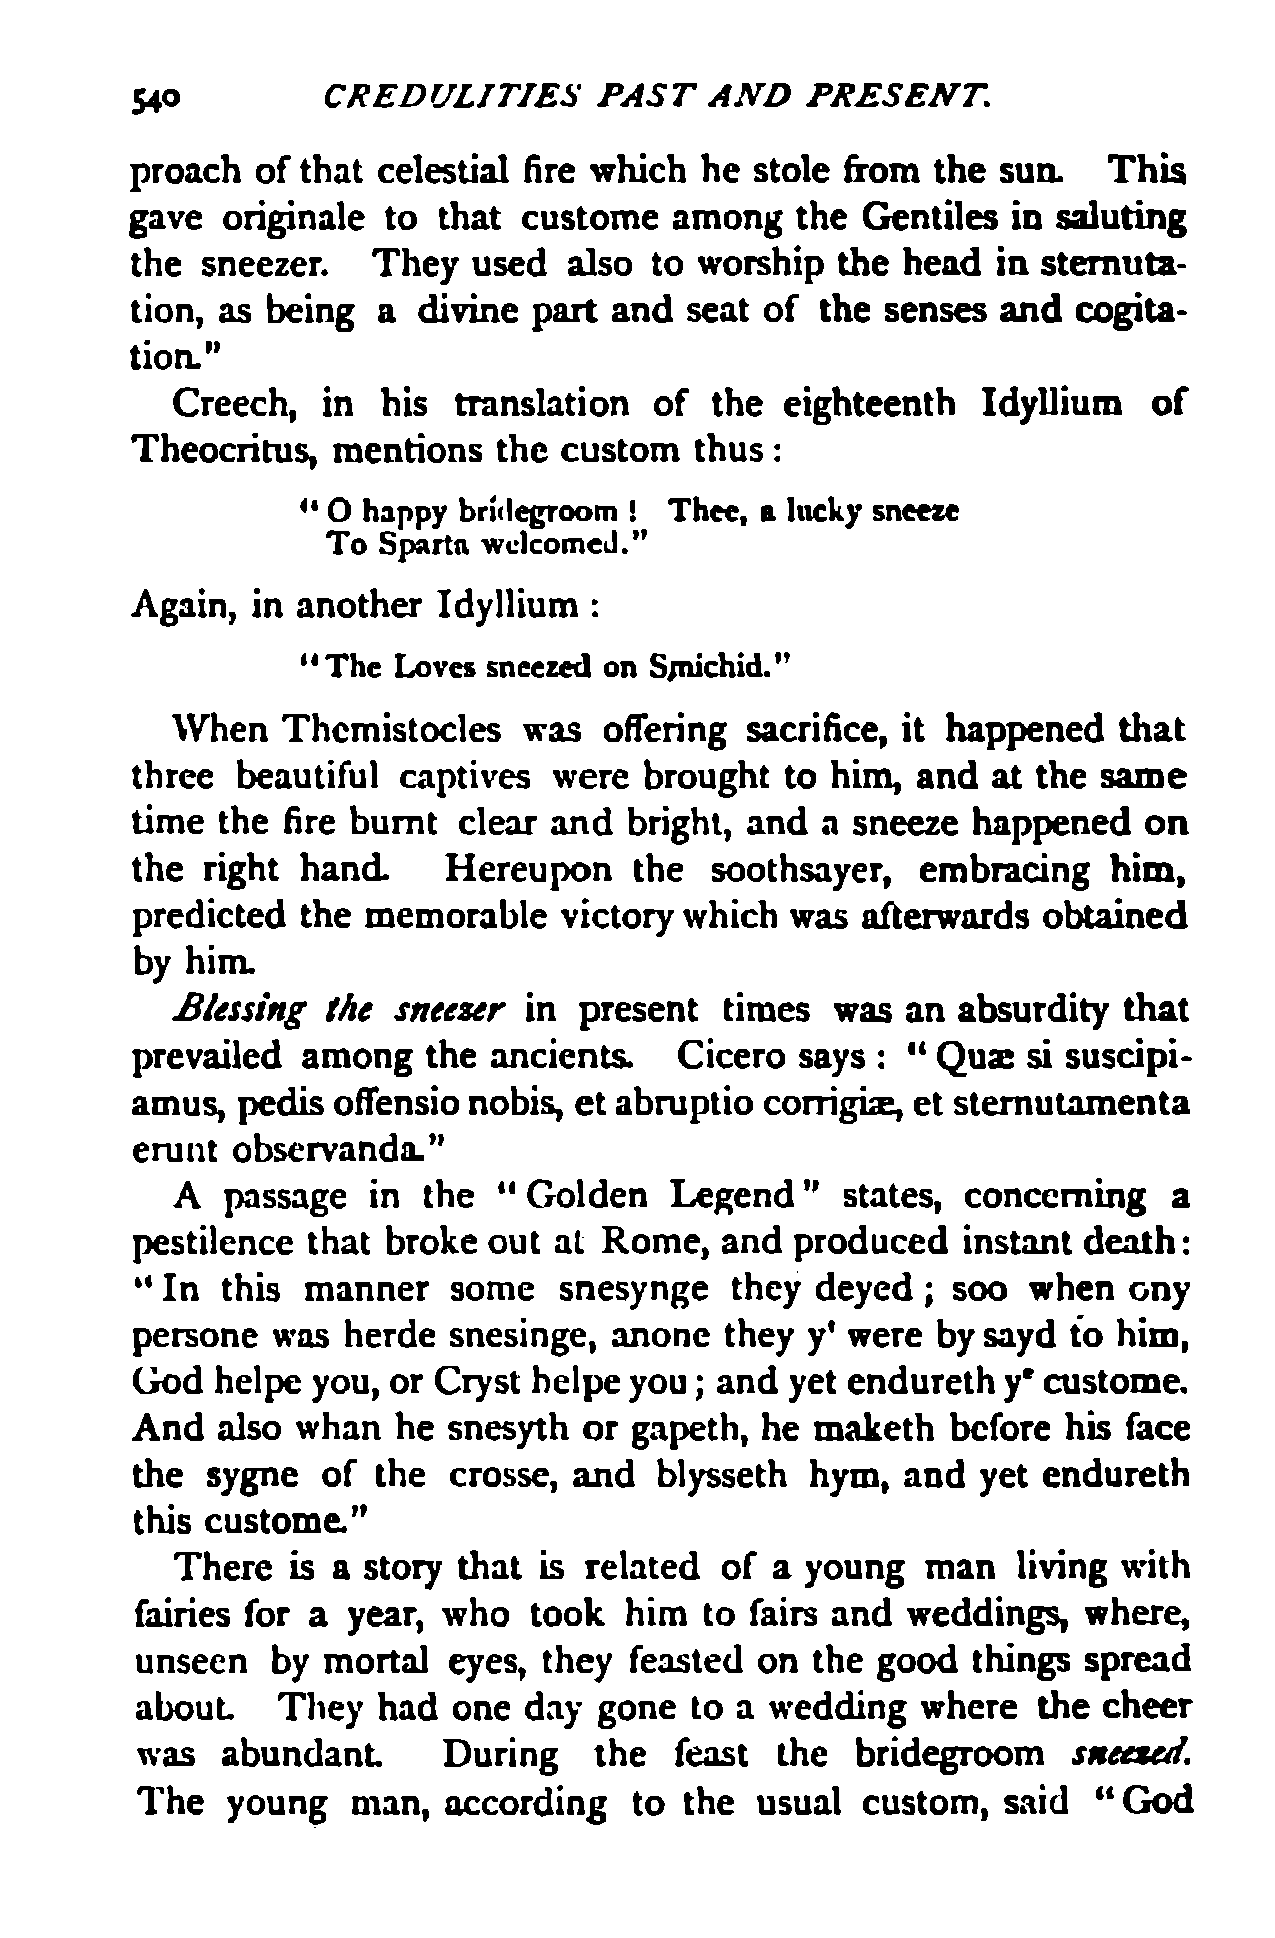 540 CREDULITIES PAST AND PRESENT.
proach of that celestial fire which he stole from the sun. This
gave originale to that custome among the Gentiles in saluting
the sneezer. They used also to worship the head in sternuta-
tion, as being a divine part and seat of the senses and cogita-
tion."
Creech, in his translation of the eighteenth Idyllium of
Theocritus, mentions the custom thus :
" O happy bridegroom ! Thee, a lucky sneeze
To Sparta welcomed."
Again, in another Idyllium :
" The Loves sneezed on Smichid."
When Themistocles was offering sacrifice, it happened that
three beautiful captives were brought to him, and at the same
time the fire burnt clear and bright, and a sneeze happened on
the right hand. Hereupon the soothsayer, embracing him,
predicted the memorable victory which was afterwards obtained
by him.
Blessing the sneezer in present times was an absurdity that
prevailed among the ancients. Cicero says : " Quæ si suscipi-
amus, pedis offensio nobis, et abruptio corrigiæ, et sternutamenta
erunt observanda."
A passage in the " Golden Legend " states, concerning a
pestilence that broke out at Rome, and produced instant death :
" In this manner some snesynge they deyed ; soo when ony
persone was herde snesinge, anone they yᵗ were by sayd to him,
God helpe you, or Cryst helpe you ; and yet endureth yᵉ custome.
And also whan he snesyth or gapeth, he maketh before his face
the sygne of the crosse, and blysseth hym, and yet endureth
this custome."
There is a story that is related of a young man living with
fairies for a year, who took him to fairs and weddings, where,
unseen by mortal eyes, they feasted on the good things spread
about. They had one day gone to a wedding where the cheer
was abundant. During the feast the bridegroom sneezed.
The young man, according to the usual custom, said " God